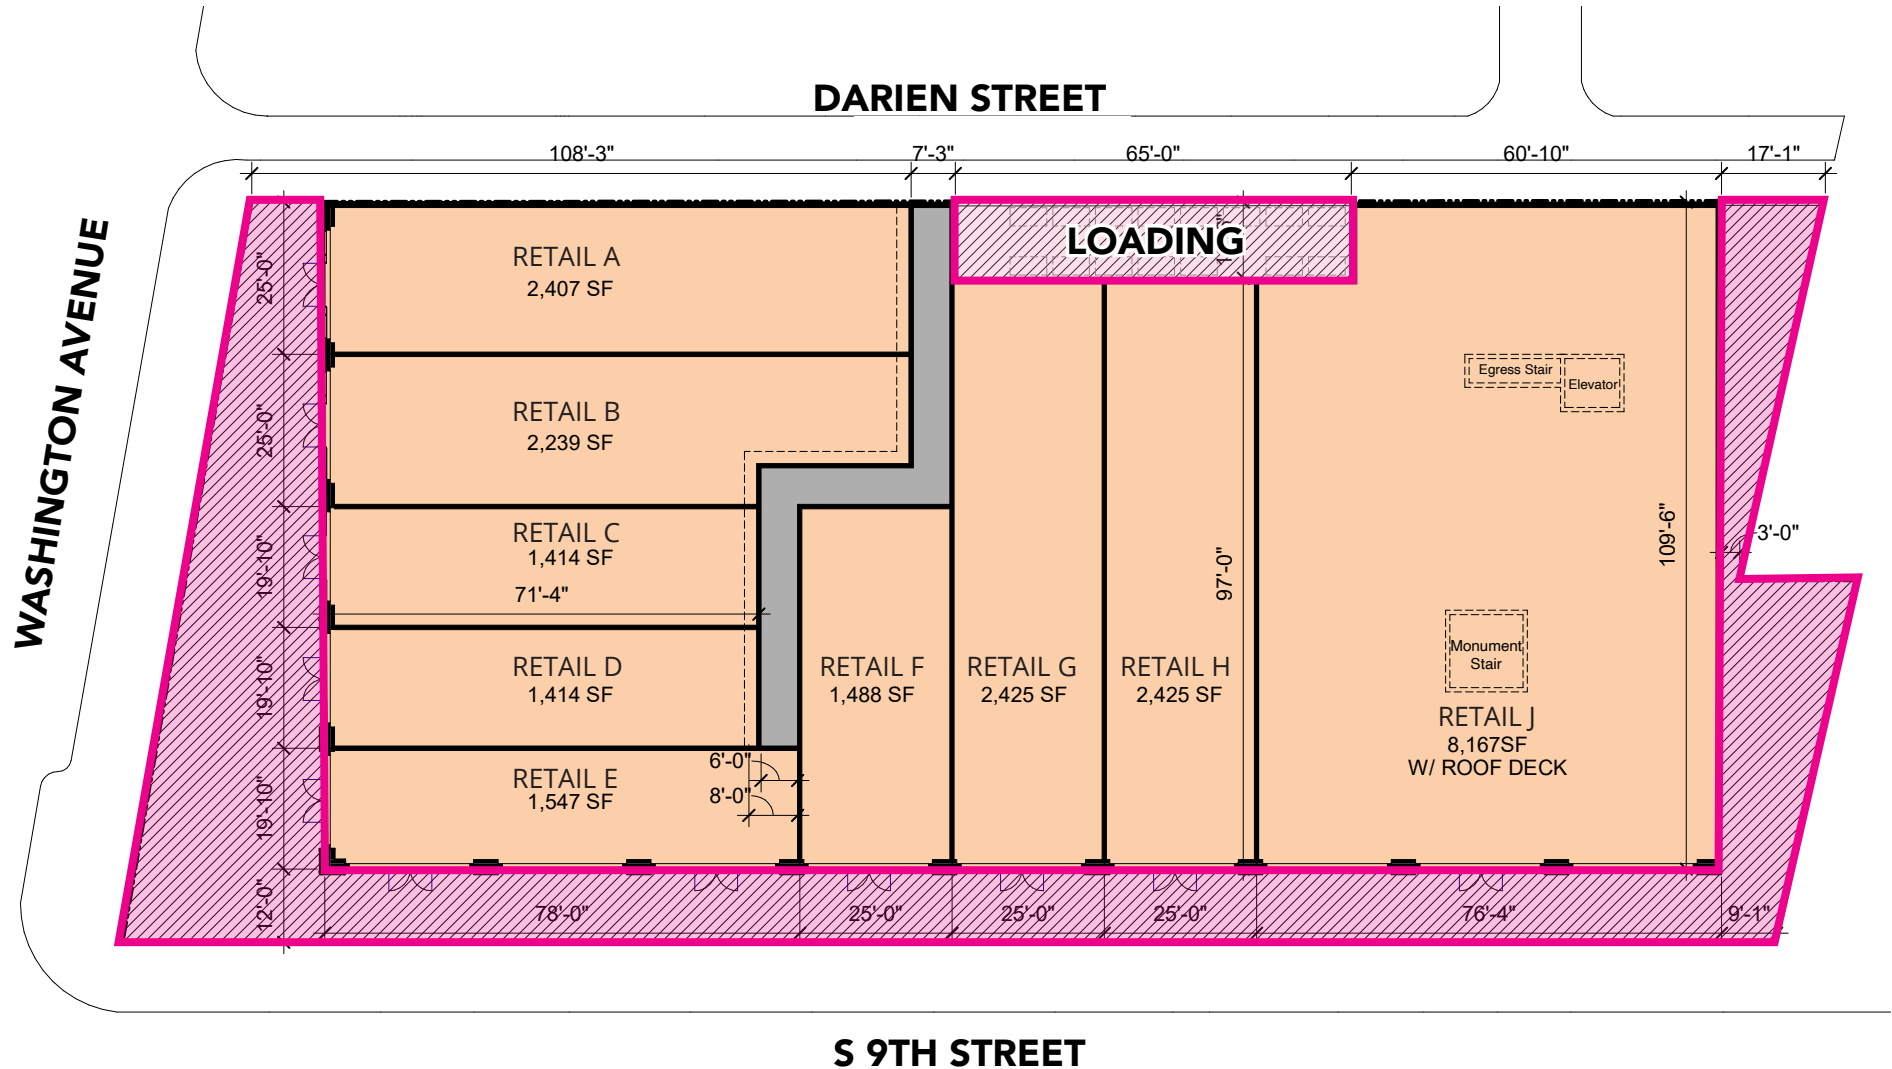 DARIEN STREET
108'-3"
7'-3"
65'-0"
60'-10"
17'-1"
WASHINGTON AVENUE
25'-0"
25'-0"
19'-10"
19'-10"
19'-10"
12'-0"
RETAIL A
2,407 SF
RETAIL B
2,239 SF
RETAIL C
1,414 SF
71'-4"
RETAIL D
1,414 SF
RETAIL E
1,547 SF
6'-0"
8'-0"
LOADING
RETAIL F
1,488 SF
RETAIL G
2,425 SF
RETAIL H
2,425 SF
97'-0"
Egress Stair
Elevator
109'-6"
3'-0"
Monument
Stair
RETAIL J
8,167SF
W/ ROOF DECK
78'-0"
25'-0"
25'-0"
25'-0"
76'-4"
9'-1"
S 9TH STREET